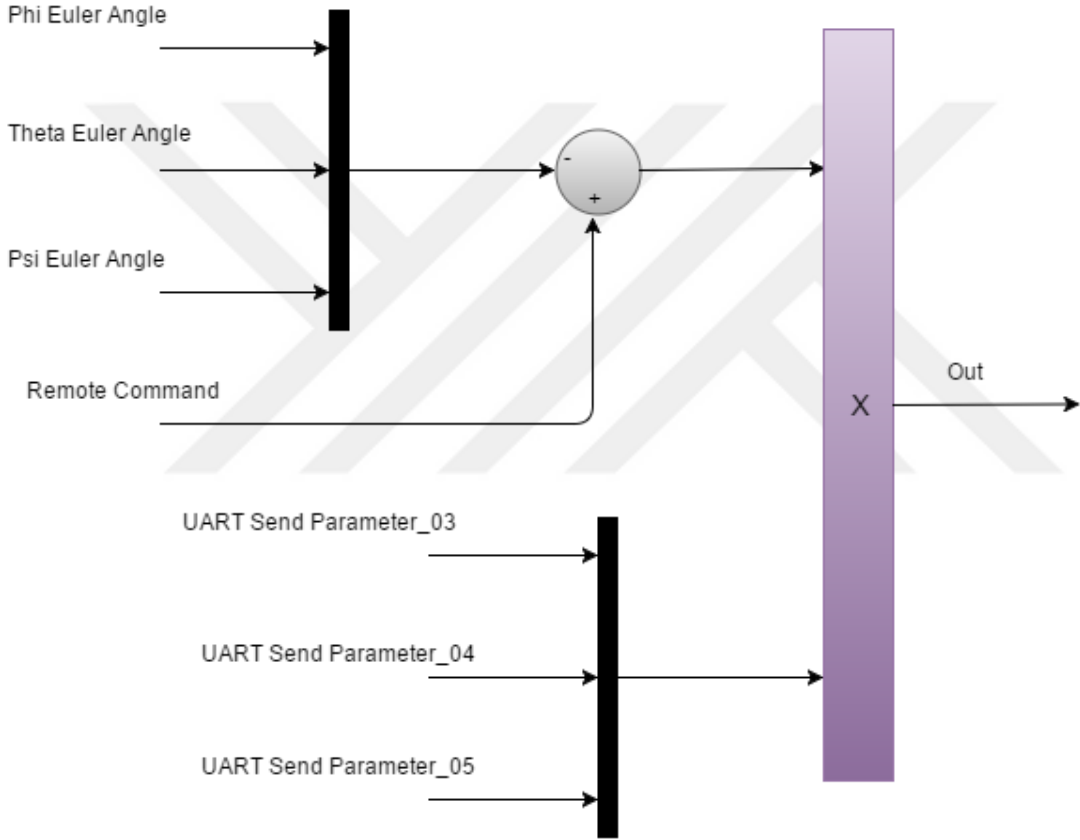 Phi Euler Angle
Theta Euler Angle
-
+
Psi Euler Angle
Remote Command
Out
X
UART Send Parameter_03
UART Send Parameter_04
UART Send Parameter_05